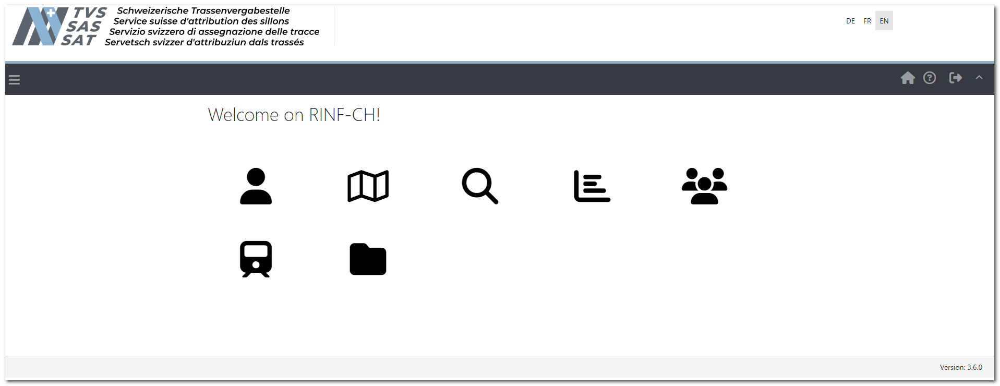 TVS
SAS
SAT
Schweizerische Trassenvergabestelle
Service suisse d'attribution des sillons
Servizio svizzero di assegnazione delle tracce
Servetsch svizzer d'attribuziun dals trassés
DE FR EN
Welcome on RINF-CH!
Version: 3.6.0